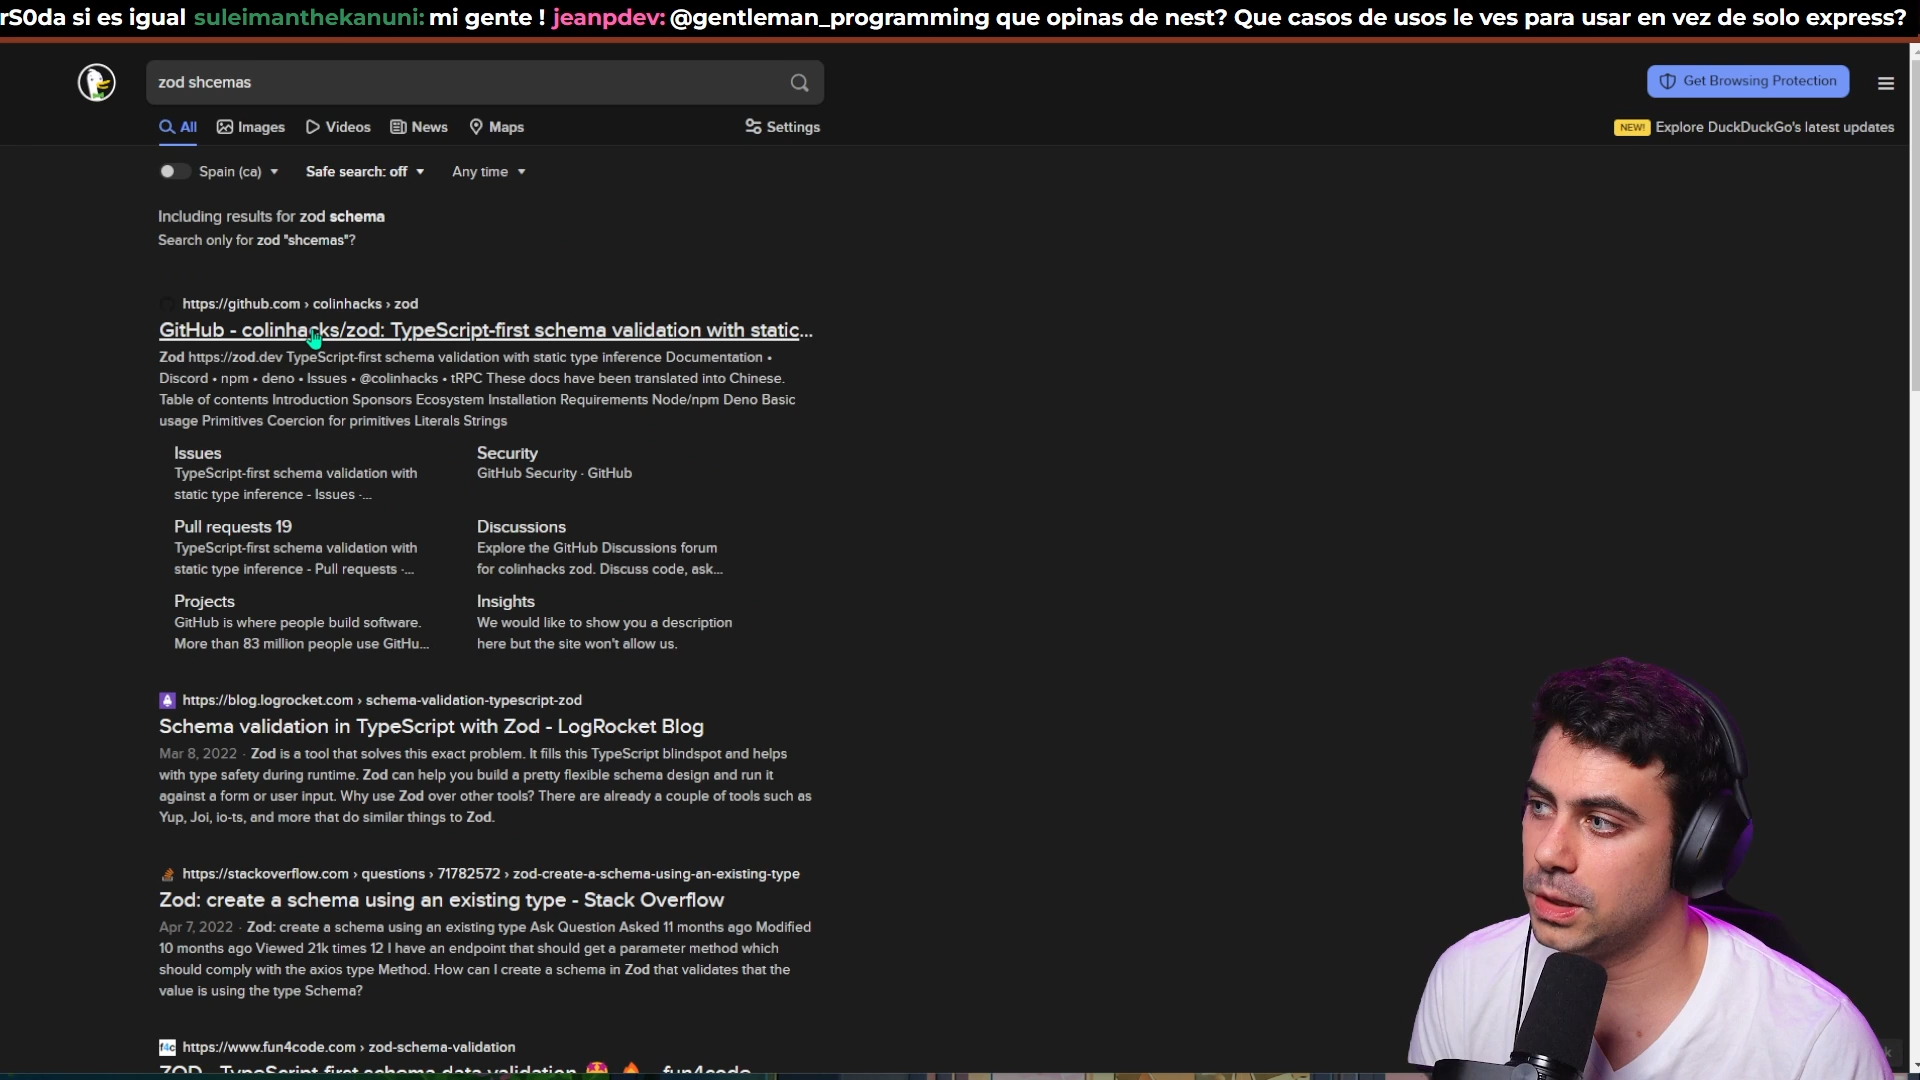 rS0da si es igual suleimanthekanuni: mi gente ! jeanpdev: @gentleman_programming que opinas de nest? Que casos de usos le ves para usar en vez de solo express?
zod shcemas
Get Browsing Protection
All Images Videos News Maps Settings
NEW! Explore DuckDuckGo's latest updates
Spain (ca) Safe search: off Any time
Including results for zod schema
Search only for zod "shcemas"?
https://github.com › colinhacks › zod
GitHub - colinhacks/zod: TypeScript-first schema validation with static...
Zod https://zod.dev TypeScript-first schema validation with static type inference Documentation •
Discord • npm • deno • Issues • @colinhacks • tRPC These docs have been translated into Chinese.
Table of contents Introduction Sponsors Ecosystem Installation Requirements Node/npm Deno Basic
usage Primitives Coercion for primitives Literals Strings
Issues
TypeScript-first schema validation with
static type inference - Issues ·...
Security
GitHub Security · GitHub
Pull requests 19
TypeScript-first schema validation with
static type inference - Pull requests ·...
Discussions
Explore the GitHub Discussions forum
for colinhacks zod. Discuss code, ask...
Projects
GitHub is where people build software.
More than 83 million people use GitHu...
Insights
We would like to show you a description
here but the site won't allow us.
https://blog.logrocket.com › schema-validation-typescript-zod
Schema validation in TypeScript with Zod - LogRocket Blog
Mar 8, 2022 · Zod is a tool that solves this exact problem. It fills this TypeScript blindspot and helps
with type safety during runtime. Zod can help you build a pretty flexible schema design and run it
against a form or user input. Why use Zod over other tools? There are already a couple of tools such as
Yup, Joi, io-ts, and more that do similar things to Zod.
https://stackoverflow.com › questions › 71782572 › zod-create-a-schema-using-an-existing-type
Zod: create a schema using an existing type - Stack Overflow
Apr 7, 2022 · Zod: create a schema using an existing type Ask Question Asked 11 months ago Modified
10 months ago Viewed 21k times 12 I have an endpoint that should get a parameter method which
should comply with the axios type Method. How can I create a schema in Zod that validates that the
value is using the type Schema?
f4c https://www.fun4code.com › zod-schema-validation
ZOD - TypeScript first schema data validation 🤩 🔥 - fun4code